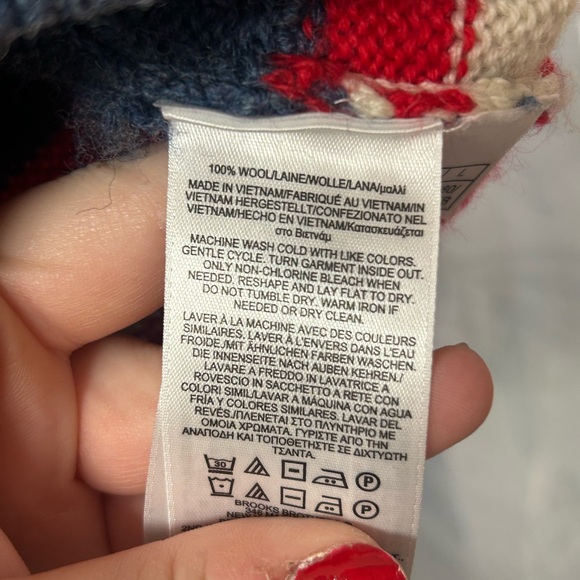 100% WOOL/LAINE/WOLLE/LANA/μαλλί
MADE IN VIETNAM/FABRIQUÉ AU VIETNAM/IN
VIETNAM HERGESTELLT/CONFEZIONATO NEL
VIETNAM/HECHO EN VIETNAM/Κατασκευάζεται
στο Βιετνάμ
MACHINE WASH COLD WITH LIKE COLORS.
GENTLE CYCLE. TURN GARMENT INSIDE OUT.
ONLY NON-CHLORINE BLEACH WHEN
NEEDED. RESHAPE AND LAY FLAT TO DRY.
DO NOT TUMBLE DRY. WARM IRON IF
NEEDED OR DRY CLEAN.
LAVER À LA MACHINE AVEC DES COULEURS
SIMILAIRES. LAVER À L'ENVERS DANS L'EAU
FROIDE./MIT ÄHNLICHEN FARBEN WASCHEN.
DIE INNENSEITE NACH AUßEN KEHREN./
LAVARE A FREDDO IN LAVATRICE A
ROVESCIO IN SACCHETTO A RETE CON
COLORI SIMILI./LAVAR A MÁQUINA CON AGUA
FRÍA Y COLORES SIMILARES. LAVAR DEL
REVÉS./ΠΛΕΝΕΤΑΙ ΣΤΟ ΠΛΥΝΤΗΡΙΟ ΜΕ
ΟΜΟΙΑ ΧΡΩΜΑΤΑ. ΓΥΡΙΣΤΕ ΑΠΟ ΤΗΝ
ΑΝΑΠΟΔΗ ΚΑΙ ΤΟΠΟΘΕΤΗΣΤΕ ΣΕ ΔΙΧΤΥΩΤΗ
ΤΣΑΝΤΑ.
30 P
P
BROOKS
346
L